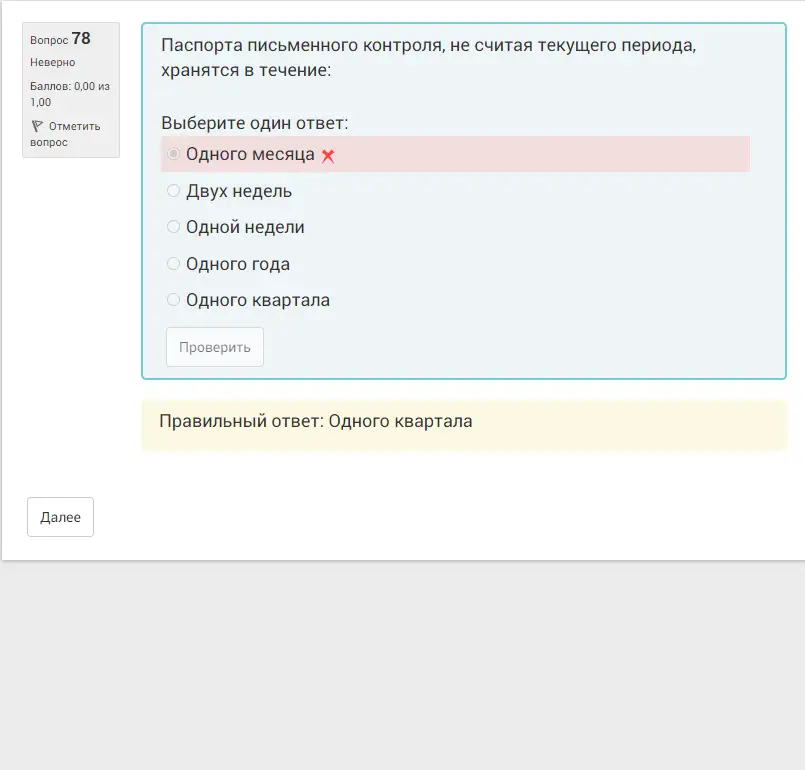 Вопрос 78
Неверно
Баллов: 0,00 из
1,00
Отметить
вопрос
Паспорта письменного контроля, не считая текущего периода,
хранятся в течение:
Выберите один ответ:
Одного месяца
Двух недель
Одной недели
Одного года
Одного квартала
Проверить
Правильный ответ: Одного квартала
Далее